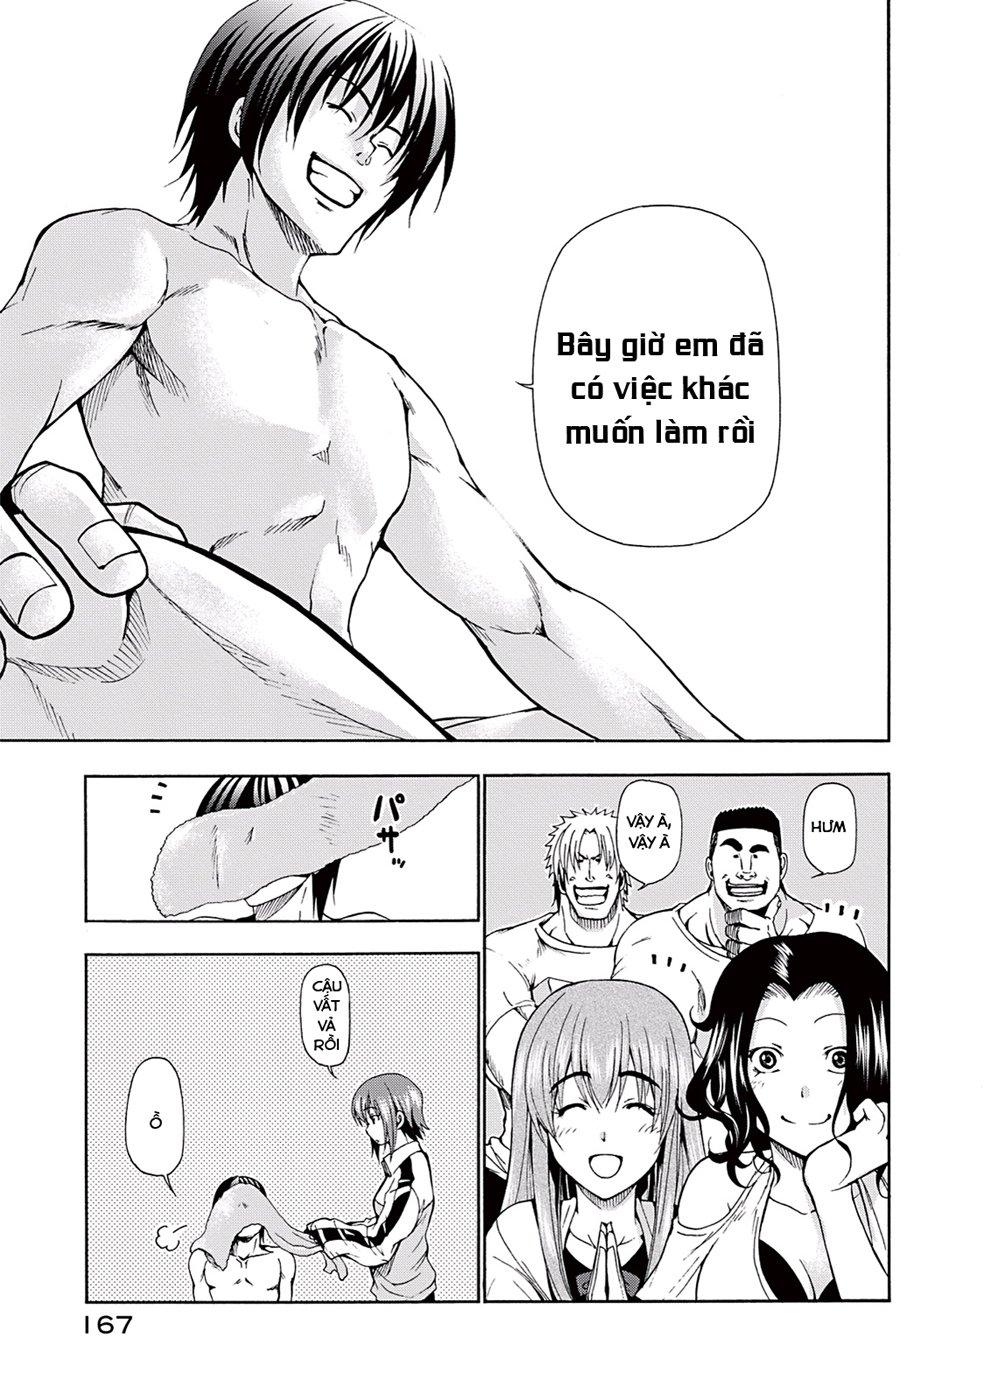 Bây giờ em đã
có việc khác
muốn làm rồi
HƯM
VẬY À,
VẬY À
パサッ
CẬU
VẤT
VẢ
RỒI
Ồ
167